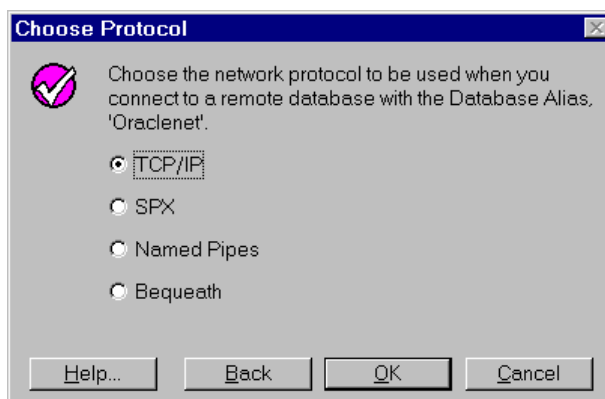 Choose Protocol
Choose the network protocol to be used when you
connect to a remote database with the Database Alias,
'Oraclenet'.
TCP/IP
SPX
Named Pipes
Bequeath
Help... Back OK Cancel